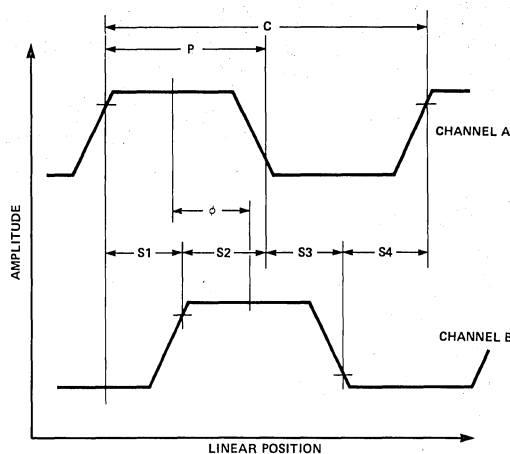 C
P
CHANNEL A
AMPLITUDE
ϕ
S1 S2 S3 S4
CHANNEL B
LINEAR POSITION